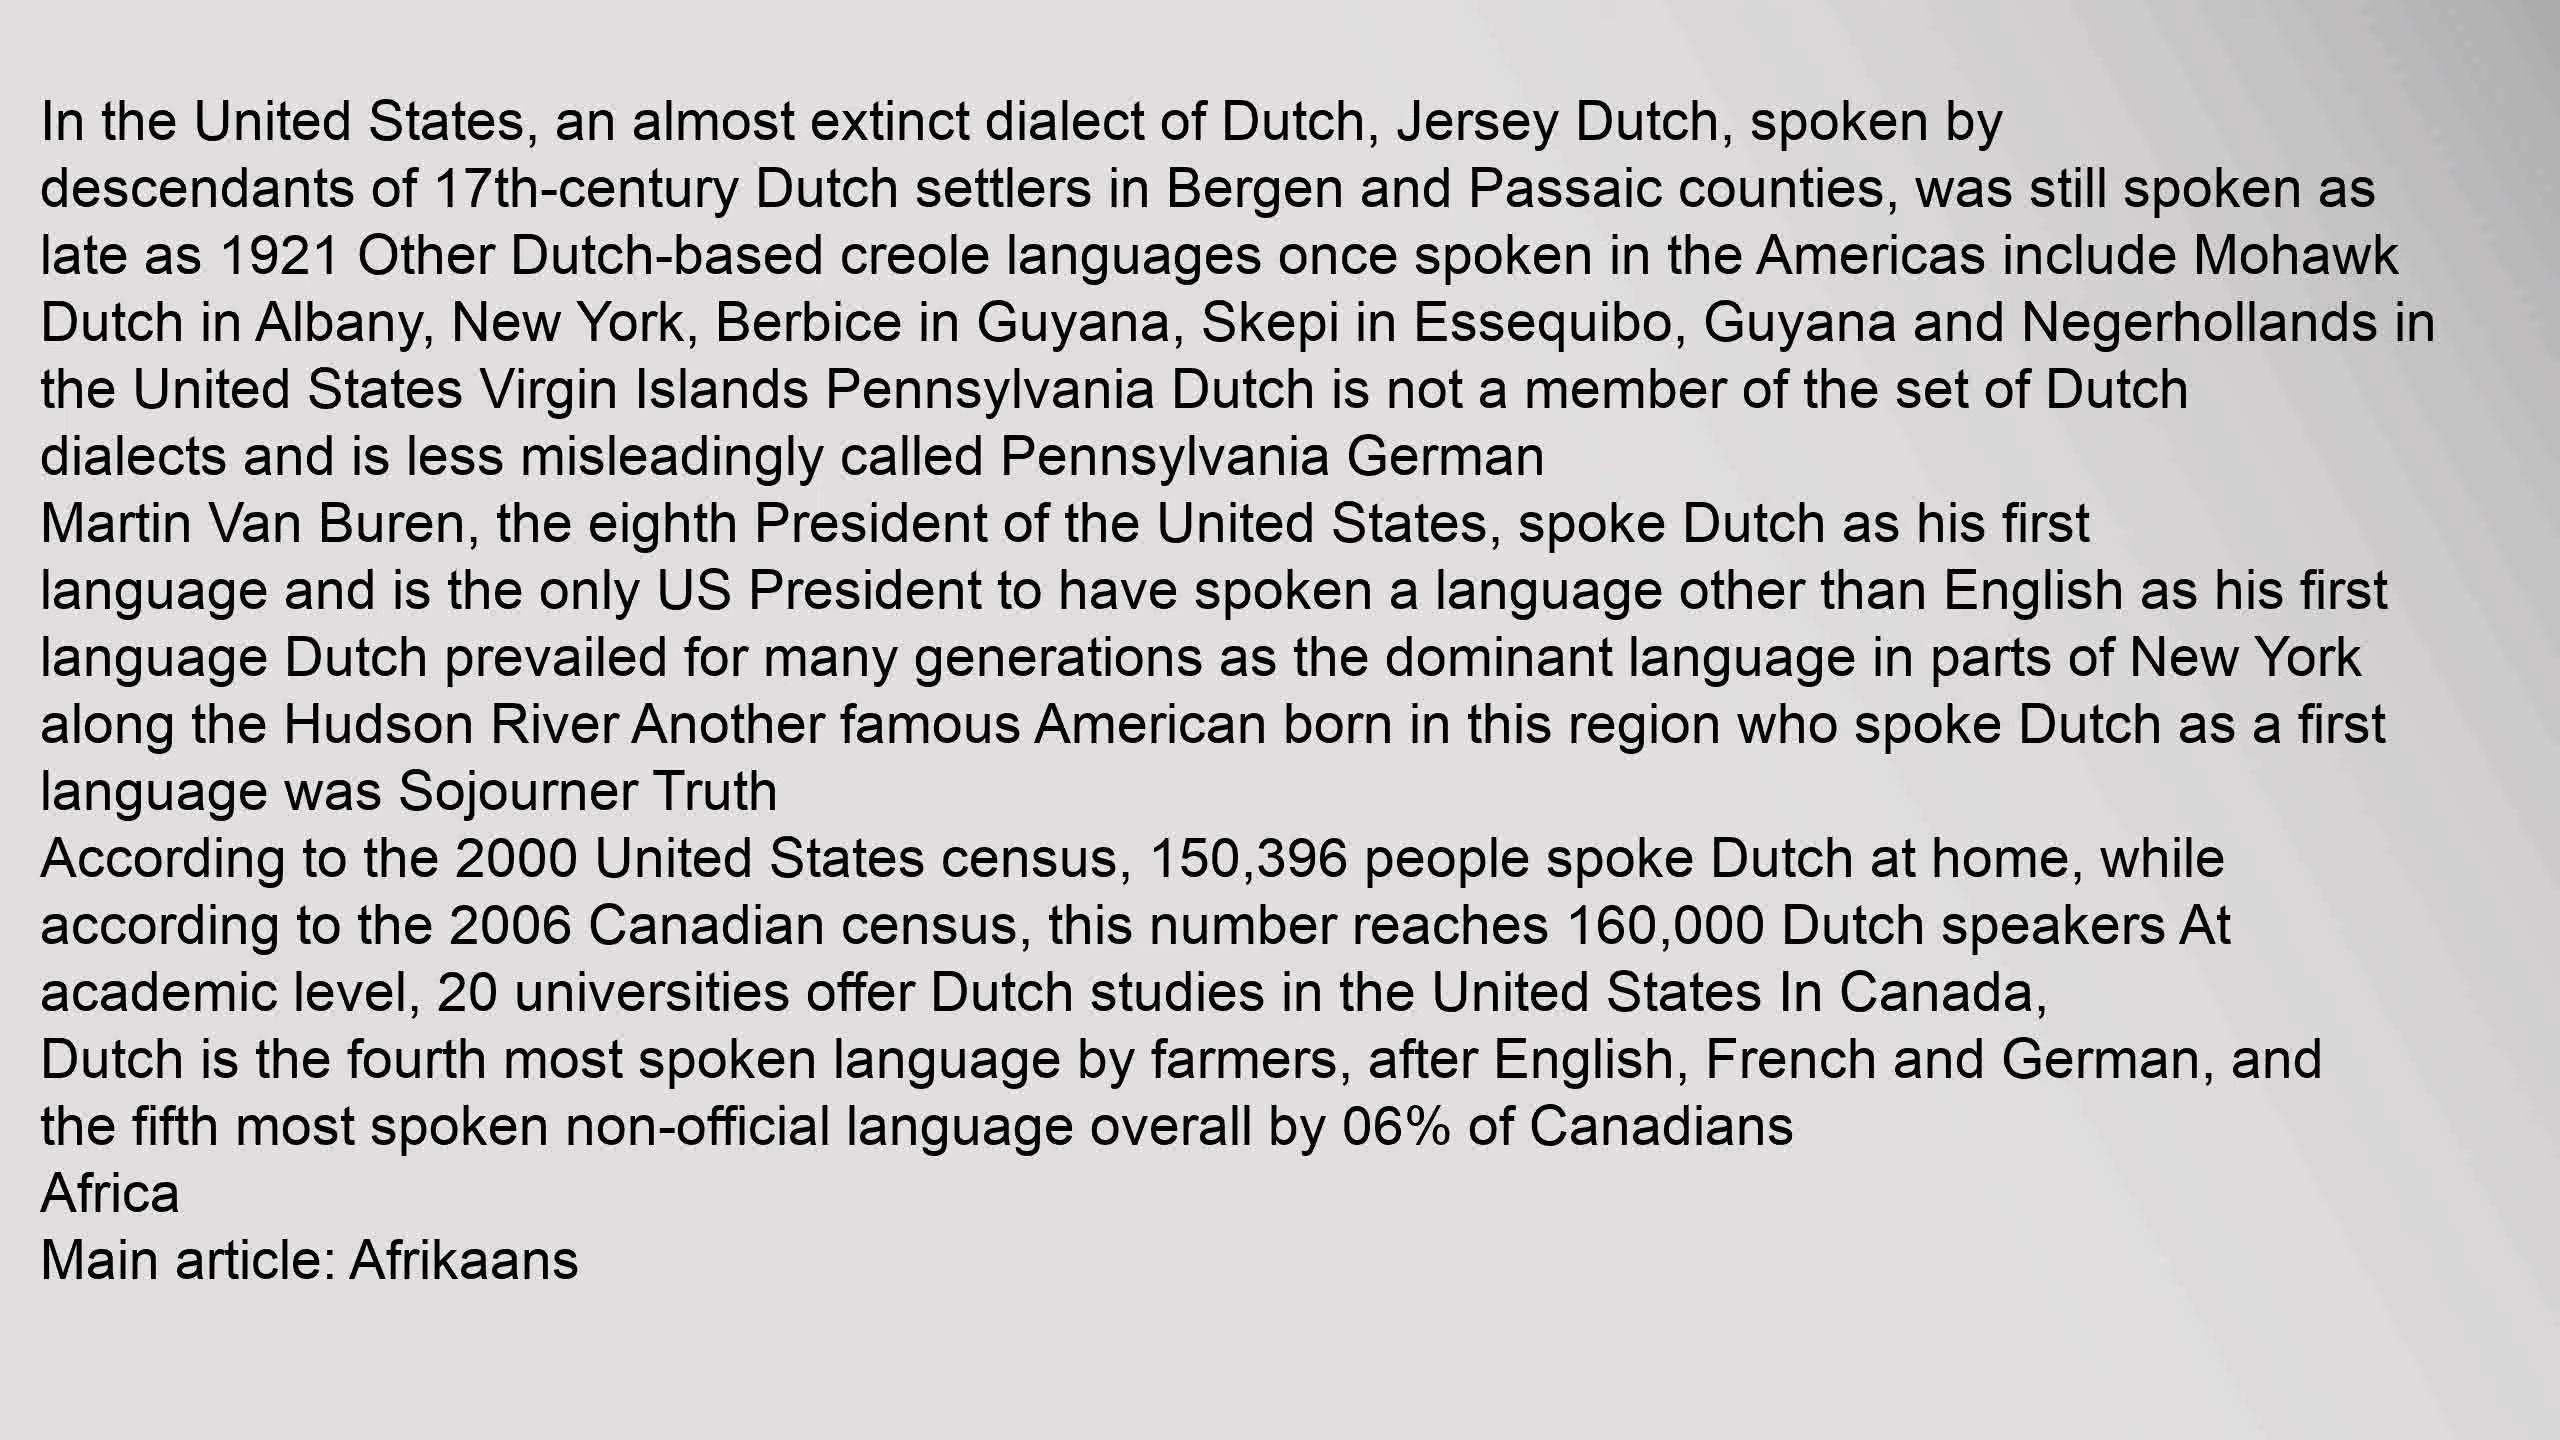 In the United States, an almost extinct dialect of Dutch, Jersey Dutch, spoken by
descendants of 17th-century Dutch settlers in Bergen and Passaic counties, was still spoken as
late as 1921 Other Dutch-based creole languages once spoken in the Americas include Mohawk
Dutch in Albany, New York, Berbice in Guyana, Skepi in Essequibo, Guyana and Negerhollands in
the United States Virgin Islands Pennsylvania Dutch is not a member of the set of Dutch
dialects and is less misleadingly called Pennsylvania German
Martin Van Buren, the eighth President of the United States, spoke Dutch as his first
language and is the only US President to have spoken a language other than English as his first
language Dutch prevailed for many generations as the dominant language in parts of New York
along the Hudson River Another famous American born in this region who spoke Dutch as a first
language was Sojourner Truth
According to the 2000 United States census, 150,396 people spoke Dutch at home, while
according to the 2006 Canadian census, this number reaches 160,000 Dutch speakers At
academic level, 20 universities offer Dutch studies in the United States In Canada,
Dutch is the fourth most spoken language by farmers, after English, French and German, and
the fifth most spoken non-official language overall by 06% of Canadians
Africa
Main article: Afrikaans